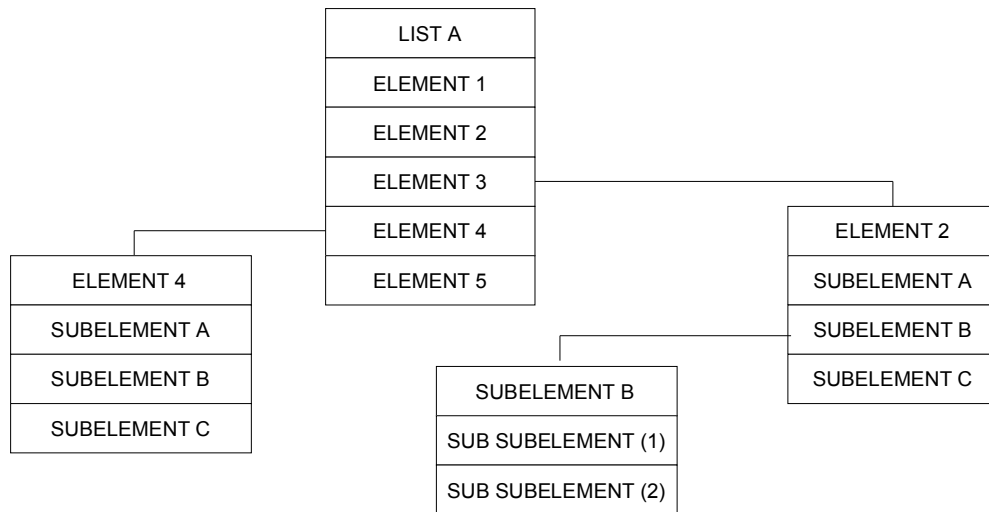 LIST A
ELEMENT 1
ELEMENT 2
ELEMENT 3
ELEMENT 4
ELEMENT 5
ELEMENT 4
SUBELEMENT A
SUBELEMENT B
SUBELEMENT C
ELEMENT 2
SUBELEMENT A
SUBELEMENT B
SUBELEMENT C
SUBELEMENT B
SUB SUBELEMENT (1)
SUB SUBELEMENT (2)